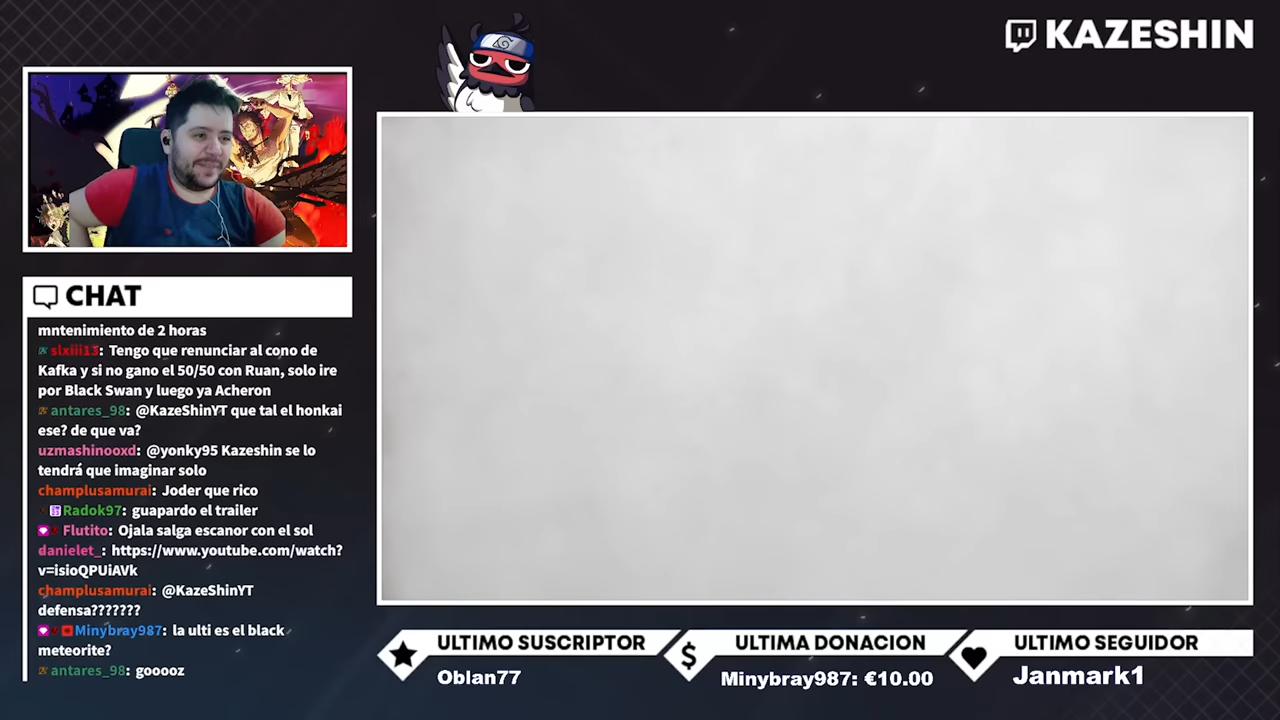 KAZESHIN
CHAT
mntenimiento de 2 horas
slxiii13: Tengo que renunciar al cono de
Kafka y si no gano el 50/50 con Ruan, solo ire
por Black Swan y luego ya Acheron
antares_98: @KazeShinYT que tal el honkai
ese? de que va?
uzmashinooxd: @yonky95 Kazeshin se lo
tendrá que imaginar solo
champlusamurai: Joder que rico
Radok97: guapardo el trailer
Flutito: Ojala salga escanor con el sol
danielet_: https://www.youtube.com/watch?
v=isioQPUiAVk
champlusamurai: @KazeShinYT
defensa???????
Minybray987: la ulti es el black
meteorite?
antares_98: gooooz
ULTIMO SUSCRIPTOR
Oblan77
ULTIMA DONACION
Minybray987: €10.00
ULTIMO SEGUIDOR
Janmark1